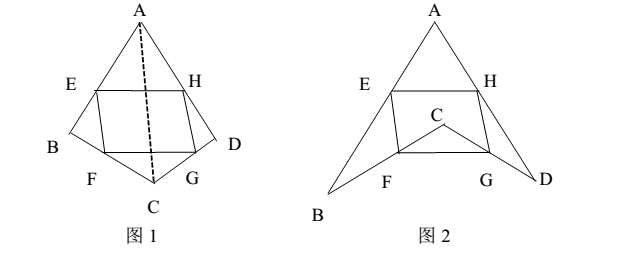 A A
E H E H
C
B D
F G F G D
C B
图 1 图 2